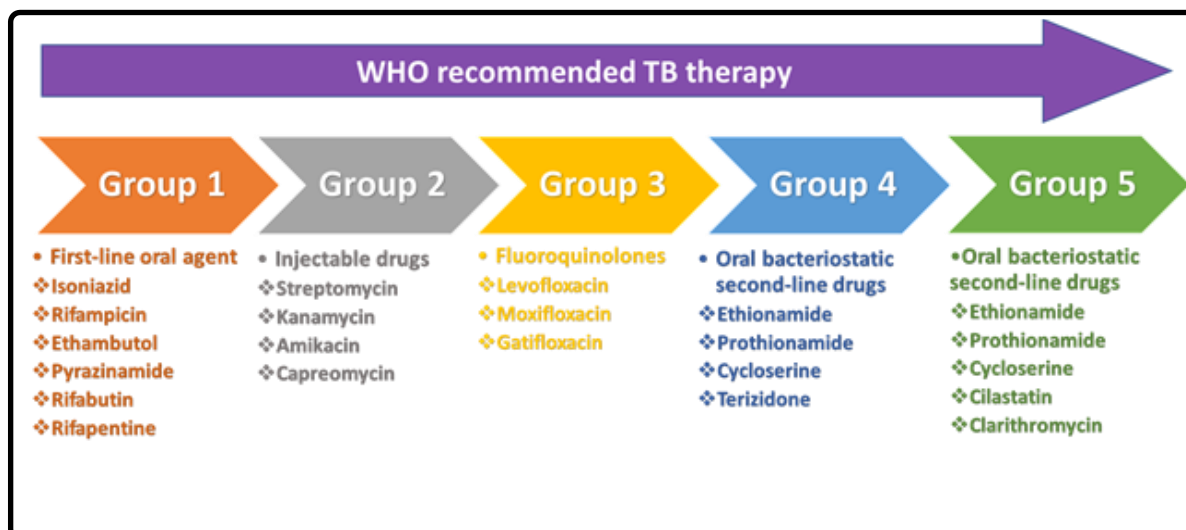 WHO recommended TB therapy
Group 1
• First-line oral agent
❖Isoniazid
❖Rifampicin
❖Ethambutol
❖Pyrazinamide
❖Rifabutin
❖Rifapentine
Group 2
• Injectable drugs
❖Streptomycin
❖Kanamycin
❖Amikacin
❖Capreomycin
Group 3
• Fluoroquinolones
❖Levofloxacin
❖Moxifloxacin
❖Gatifloxacin
Group 4
• Oral bacteriostatic
second-line drugs
❖Ethionamide
❖Prothionamide
❖Cycloserine
❖Terizidone
Group 5
•Oral bacteriostatic
second-line drugs
❖Ethionamide
❖Prothionamide
❖Cycloserine
❖Cilastatin
❖Clarithromycin